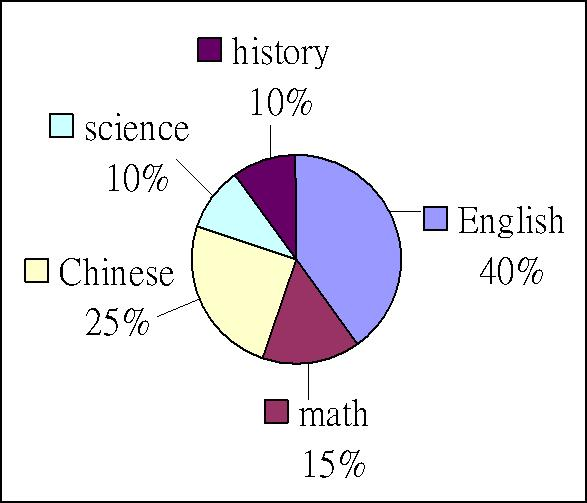 history
10%
science
10%
English
40%
Chinese
25%
math
15%